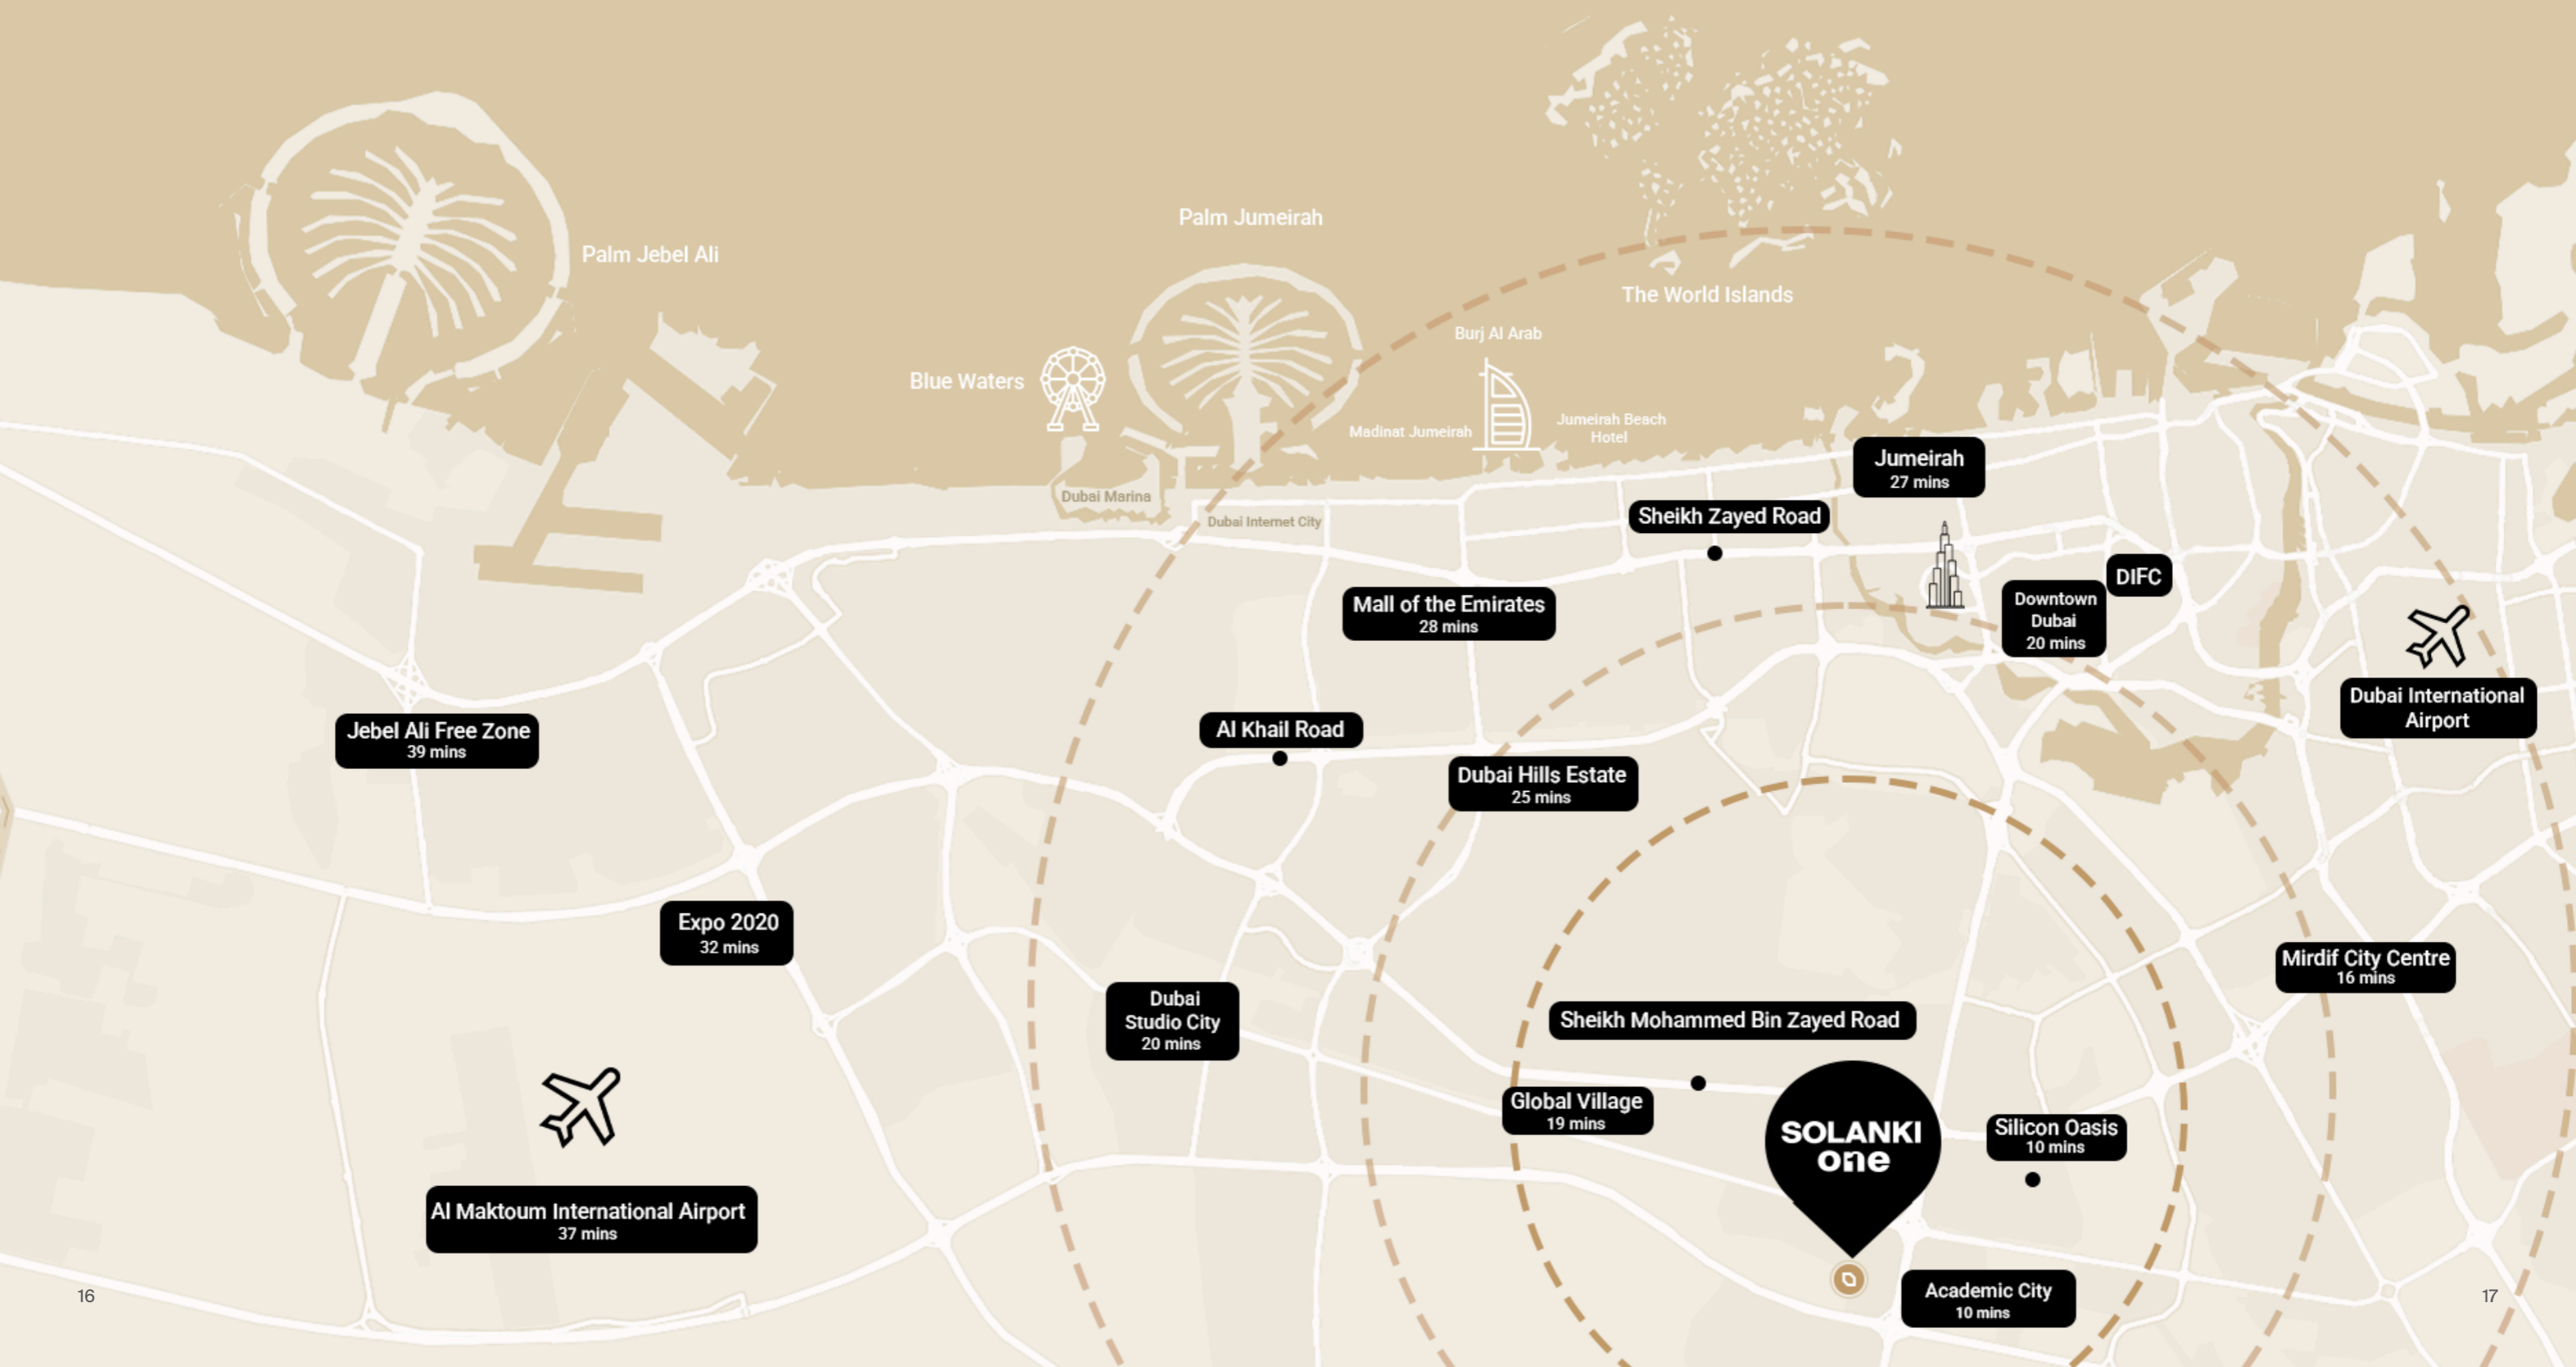 Palm Jumeirah
Palm Jebel Ali
The World Islands
Burj Al Arab
Blue Waters
Madinat Jumeirah
Jumeirah Beach
Hotel
Jumeirah
27 mins
Dubai Marina
Dubai Internet City
Sheikh Zayed Road
DIFC
Downtown
Dubai
20 mins
Mall of the Emirates
28 mins
Dubai International
Airport
Jebel Ali Free Zone
39 mins
Al Khail Road
Dubai Hills Estate
25 mins
Expo 2020
32 mins
Mirdif City Centre
16 mins
Dubai
Studio City
20 mins
Sheikh Mohammed Bin Zayed Road
Global Village
19 mins
SOLANKI
one
Silicon Oasis
10 mins
Al Maktoum International Airport
37 mins
Academic City
10 mins
16
17